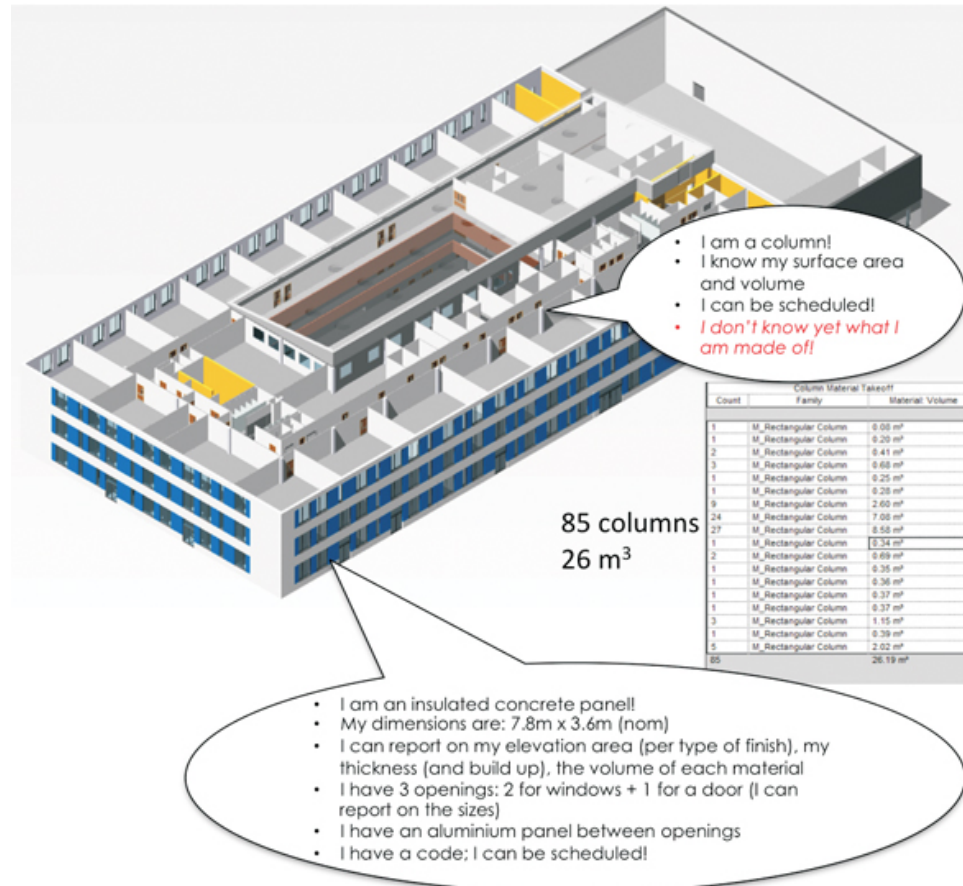 • I am a column!
• I know my surface area
and volume
• I can be scheduled!
• I don't know yet what I
am made of!
Column Material Takeoff
Count Family Material: Volume
1 M_Rectangular Column 0.08 m³
1 M_Rectangular Column 0.20 m³
2 M_Rectangular Column 0.41 m³
3 M_Rectangular Column 0.68 m³
1 M_Rectangular Column 0.25 m³
1 M_Rectangular Column 0.28 m³
9 M_Rectangular Column 2.60 m³
24 M_Rectangular Column 7.08 m³
27 M_Rectangular Column 8.58 m³
1 M_Rectangular Column 0.34 m³
2 M_Rectangular Column 0.69 m³
1 M_Rectangular Column 0.35 m³
1 M_Rectangular Column 0.36 m³
1 M_Rectangular Column 0.37 m³
1 M_Rectangular Column 0.37 m³
3 M_Rectangular Column 1.15 m³
1 M_Rectangular Column 0.39 m³
5 M_Rectangular Column 2.02 m³
85 26.19 m³
85 columns
26 m³
• I am an insulated concrete panel!
• My dimensions are: 7.8m x 3.6m (nom)
• I can report on my elevation area (per type of finish), my
thickness (and build up), the volume of each material
• I have 3 openings: 2 for windows + 1 for a door (I can
report on the sizes)
• I have an aluminium panel between openings
• I have a code; I can be scheduled!